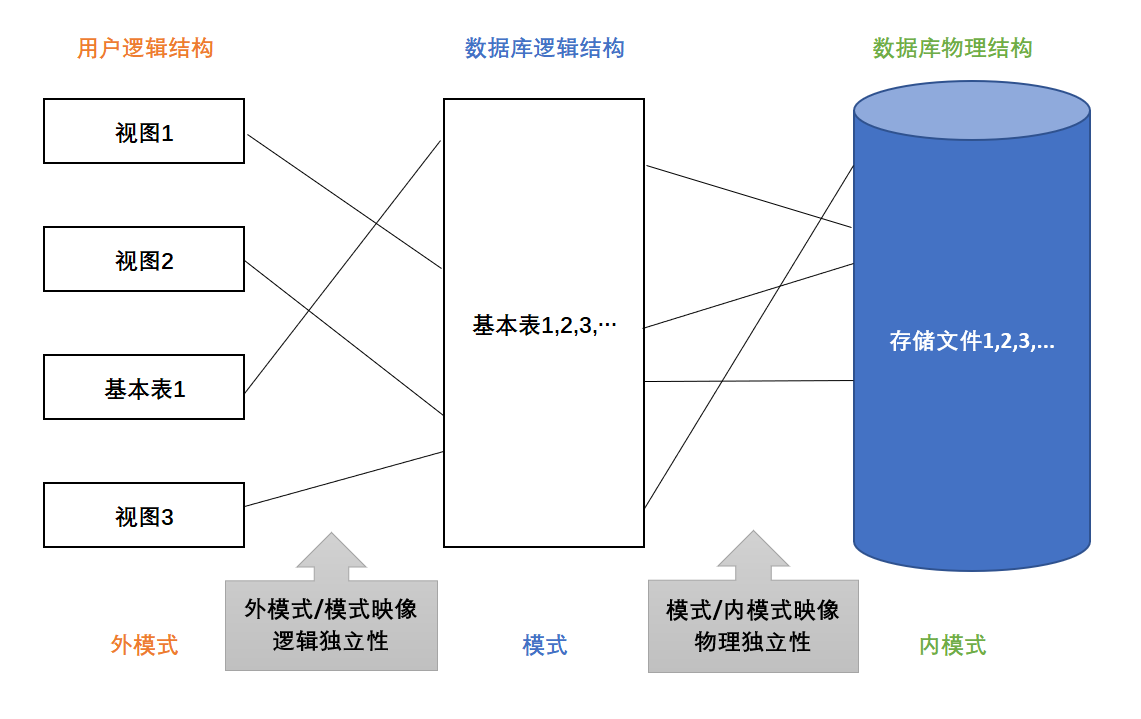 用户逻辑结构
数据库逻辑结构
数据库物理结构
视图1
视图2
基本表1
视图3
基本表1,2,3,…
存储文件1,2,3,...
外模式/模式映像
逻辑独立性
模式/内模式映像
物理独立性
外模式
模式
内模式